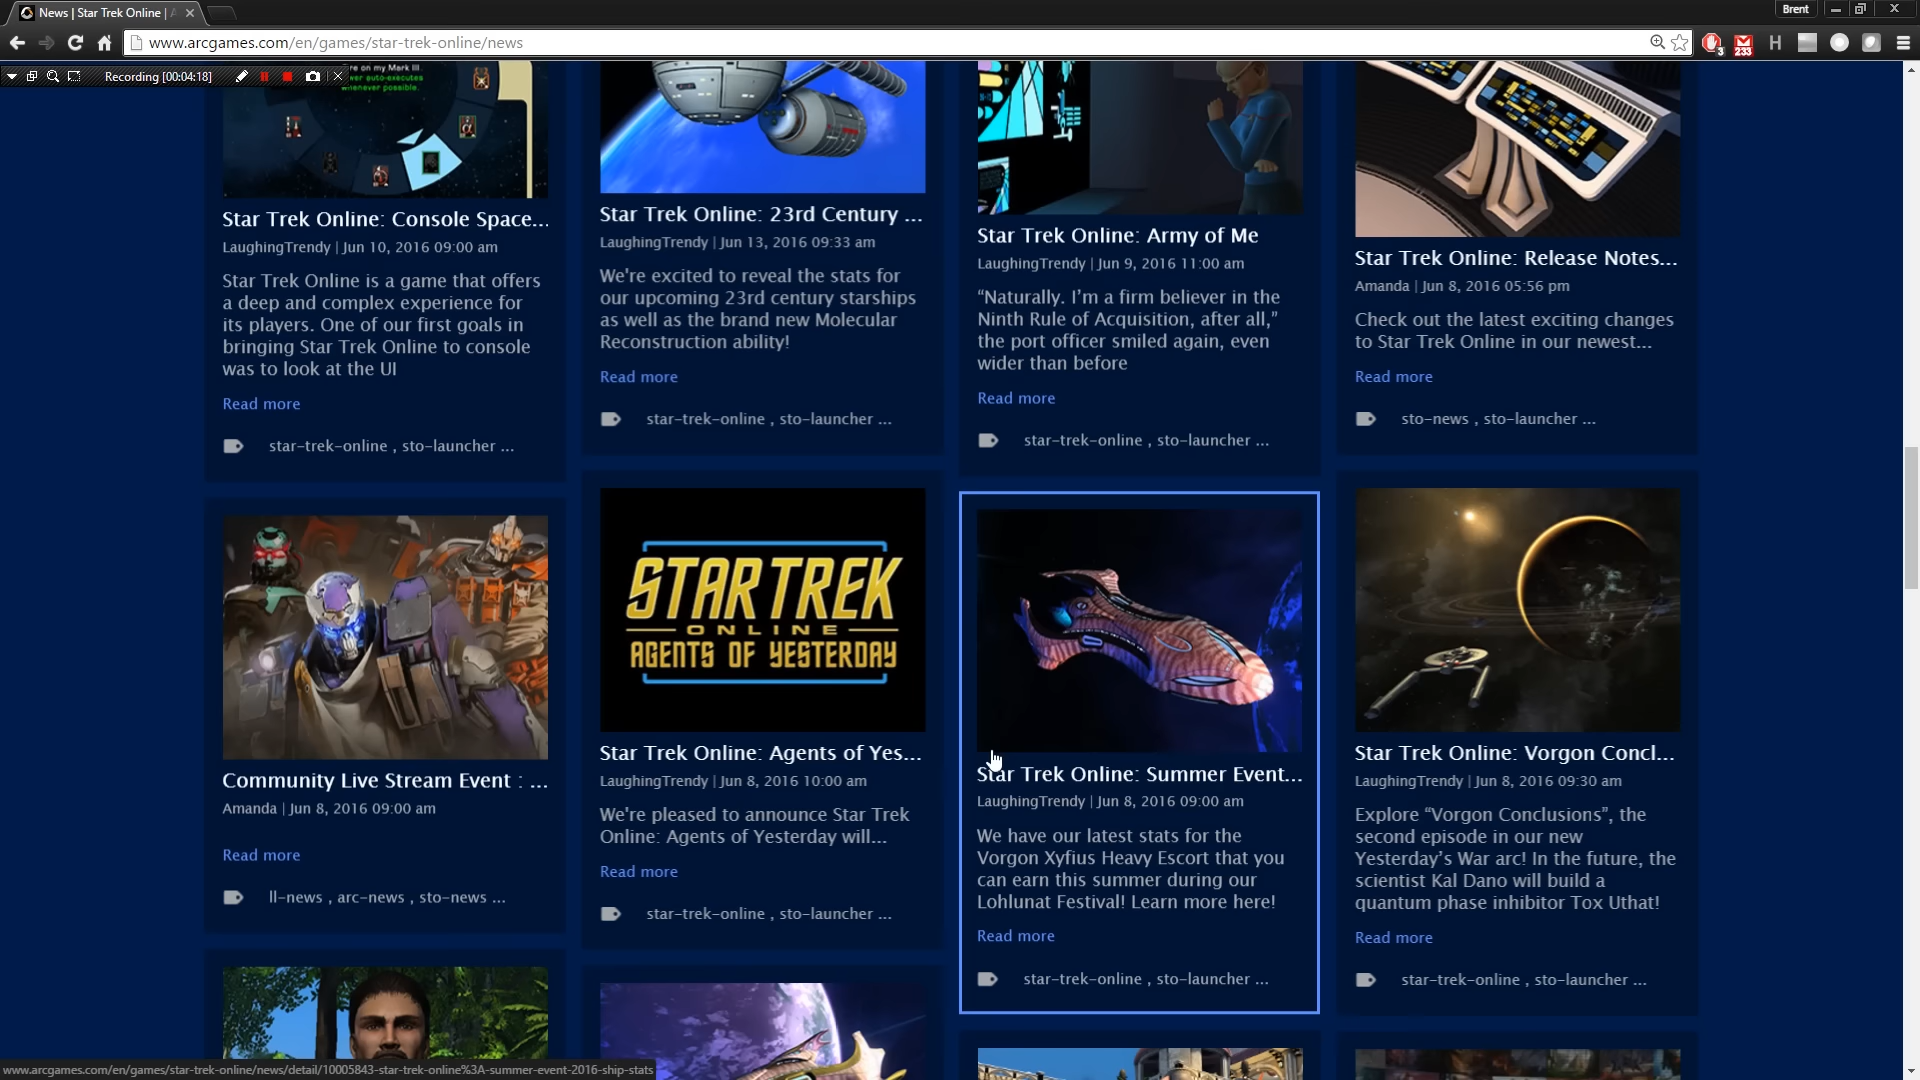 News | Star Trek Online | A
Brent
www.arcgames.com/en/games/star-trek-online/news
3
233
H
Recording [00:04:18]
re on my Mark III.
wer auto-executes
henever possible.
Star Trek Online: Console Space...
LaughingTrendy | Jun 10, 2016 09:00 am
Star Trek Online is a game that offers
a deep and complex experience for
its players. One of our first goals in
bringing Star Trek Online to console
was to look at the UI
Read more
star-trek-online , sto-launcher ...
Star Trek Online: 23rd Century ...
LaughingTrendy | Jun 13, 2016 09:33 am
We're excited to reveal the stats for
our upcoming 23rd century starships
as well as the brand new Molecular
Reconstruction ability!
Read more
star-trek-online , sto-launcher ...
Star Trek Online: Army of Me
LaughingTrendy | Jun 9, 2016 11:00 am
“Naturally. I’m a firm believer in the
Ninth Rule of Acquisition, after all,”
the port officer smiled again, even
wider than before
Read more
star-trek-online , sto-launcher ...
Star Trek Online: Release Notes...
Amanda | Jun 8, 2016 05:56 pm
Check out the latest exciting changes
to Star Trek Online in our newest...
Read more
sto-news , sto-launcher ...
Community Live Stream Event : ...
Amanda | Jun 8, 2016 09:00 am
Read more
ll-news , arc-news , sto-news ...
STAR TREK
ONLINE
AGENTS OF YESTERDAY
Star Trek Online: Agents of Yes...
LaughingTrendy | Jun 8, 2016 10:00 am
We're pleased to announce Star Trek
Online: Agents of Yesterday will...
Read more
star-trek-online , sto-launcher ...
Star Trek Online: Summer Event...
LaughingTrendy | Jun 8, 2016 09:00 am
We have our latest stats for the
Vorgon Xyfius Heavy Escort that you
can earn this summer during our
Lohlunat Festival! Learn more here!
Read more
star-trek-online , sto-launcher ...
Star Trek Online: Vorgon Concl...
LaughingTrendy | Jun 8, 2016 09:30 am
Explore “Vorgon Conclusions”, the
second episode in our new
Yesterday’s War arc! In the future, the
scientist Kal Dano will build a
quantum phase inhibitor Tox Uthat!
Read more
star-trek-online , sto-launcher ...
www.arcgames.com/en/games/star-trek-online/news/detail/10005843-star-trek-online%3A-summer-event-2016-ship-stats